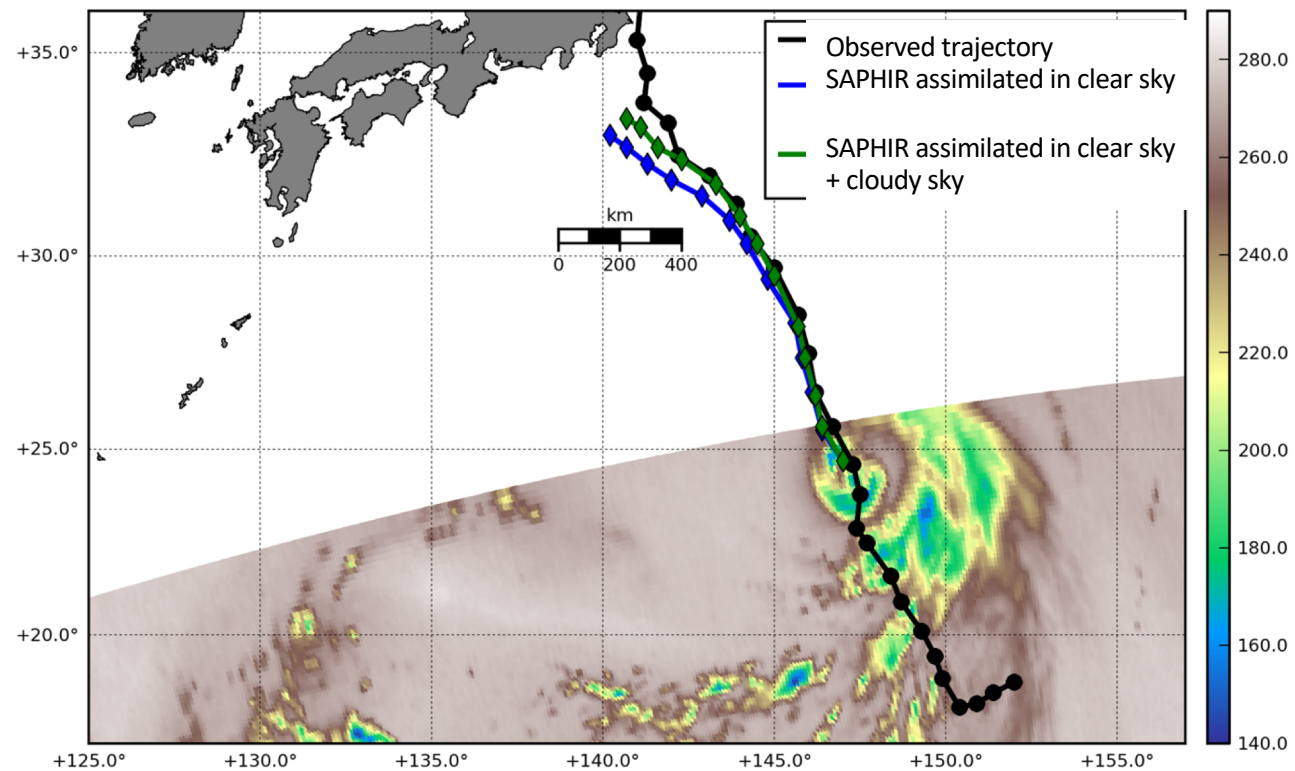 +35.0°
+30.0°
+25.0°
+20.0°
Observed trajectory
SAPHIR assimilated in clear sky
SAPHIR assimilated in clear sky
+ cloudy sky
km
0 200 400
280.0
260.0
240.0
220.0
200.0
180.0
160.0
140.0
+125.0° +130.0° +135.0° +140.0° +145.0° +150.0° +155.0°